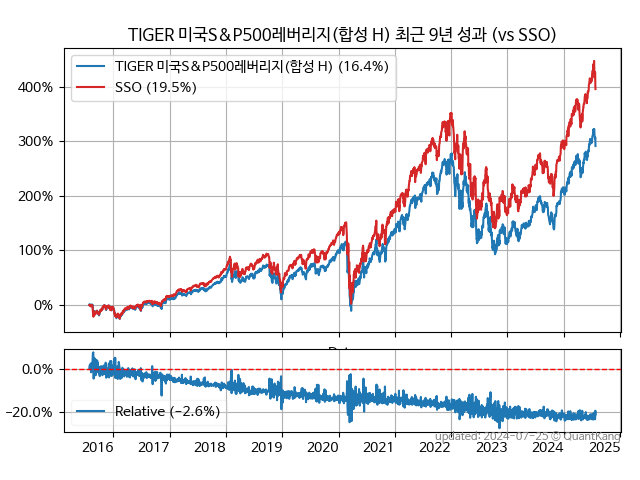 TIGER 미국S&P500레버리지(합성 H) 최근 9년 성과 (vs SSO)
TIGER 미국S&P500레버리지(합성 H) (16.4%)
SSO (19.5%)
400%
300%
200%
100%
0%
0.0%
−20.0%
Relative (−2.6%)
updated: 2024-07-25 © QuantKang
2016 2017 2018 2019 2020 2021 2022 2023 2024 2025